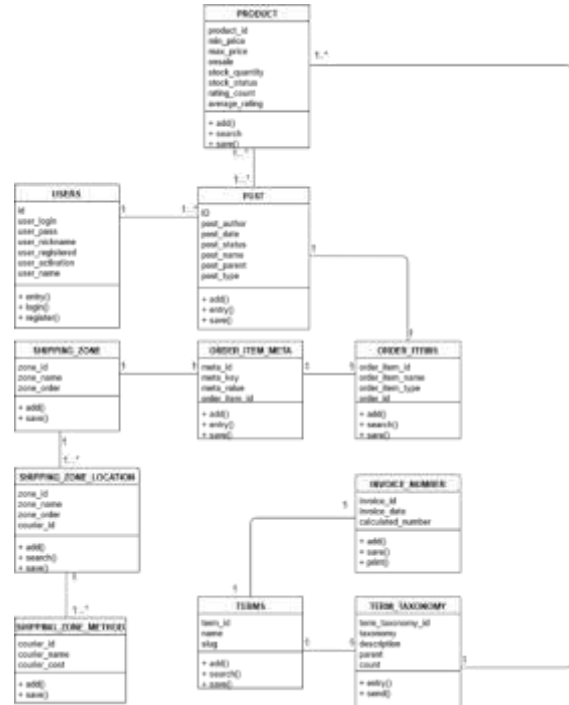 PRODUCT
product_id
min_price
max_price
onsale
stock_quantity
stock_status
rating_count
average_rating
+ add()
+ search
+ save()
1..*
1..*
1..*
USERS
id
user_login
user_pass
user_nickname
user_registered
user_activation
user_name
+ entry()
+ login()
+ register()
1
1..*
POST
ID
post_author
post_date
post_status
post_name
post_parent
post_type
+ add()
+ entry()
+ save()
1
1
SHIPPING_ZONE
zone_id
zone_name
zone_order
+ add()
+ save()
1
1
ORDER_ITEM_META
meta_id
meta_key
meta_value
order_item_id
+ add()
+ entry()
+ save()
1
1
ORDER_ITEMS
order_item_id
order_item_name
order_item_type
order_id
+ add()
+ search()
+ save()
1
1..*
SHIPPING_ZONE_LOCATION
zone_id
zone_name
zone_order
courier_id
+ add()
+ search()
+ save()
1
1..*
SHIPPING_ZONE_METHOD
courier_id
courier_name
courier_cost
+ add()
+ save()
INVOICE_NUMBER
invoice_id
invoice_date
calculated_number
+ add()
+ save()
+ print()
1
1
TERMS
term_id
name
slug
+ add()
+ search()
+ save()
1
1
TERM_TAXONOMY
term_taxonomy_id
taxonomy
description
parent
count
+ entry()
+ send()
1